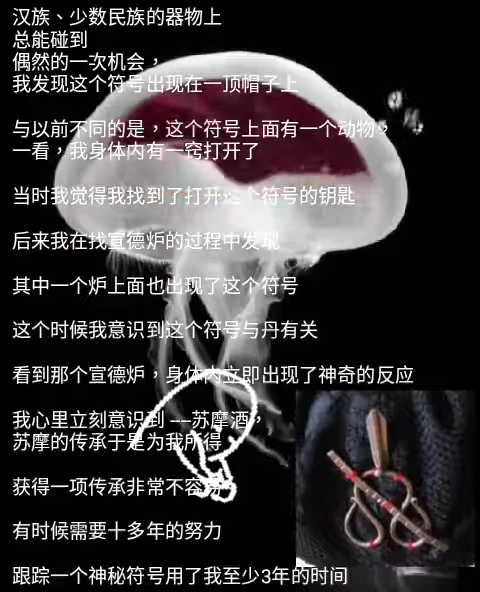 汉族、少数民族的器物上
总能碰到
偶然的一次机会，
我发现这个符号出现在一顶帽子上
与以前不同的是，这个符号上面有一个动物，
一看，我身体内有一窍打开了
当时我觉得我找到了打开这个符号的钥匙
后来我在找宣德炉的过程中发现
其中一个炉上面也出现了这个符号
这个时候我意识到这个符号与丹有关
看到那个宣德炉，身体内立即出现了神奇的反应
我心里立刻意识到 ----苏摩酒，
苏摩的传承于是为我所得
获得一项传承非常不容易
有时候需要十多年的努力
跟踪一个神秘符号用了我至少3年的时间